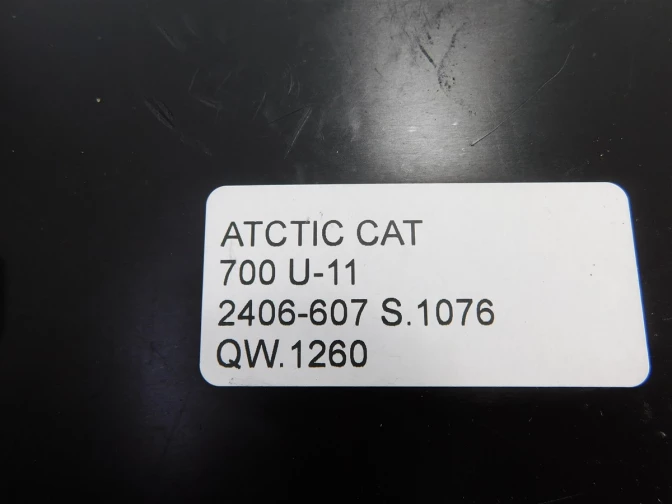 ATCTIC CAT
700 U-11
2406-607 S.1076
QW.1260